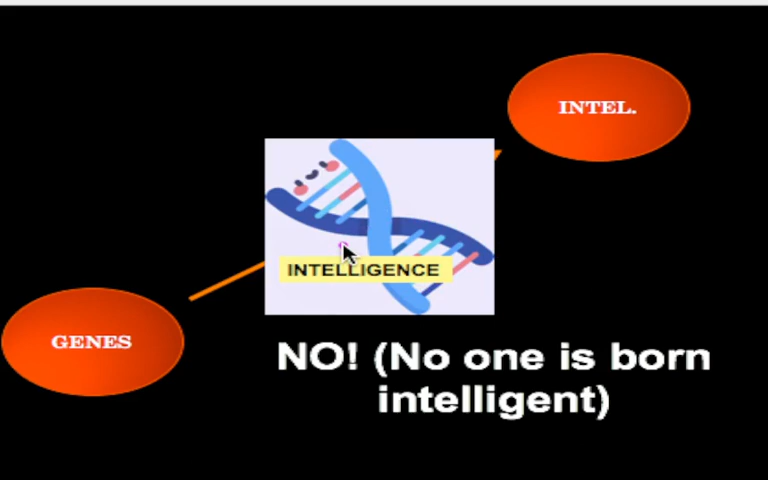 INTEL.
INTELLIGENCE
GENES
NO! (No one is born
intelligent)